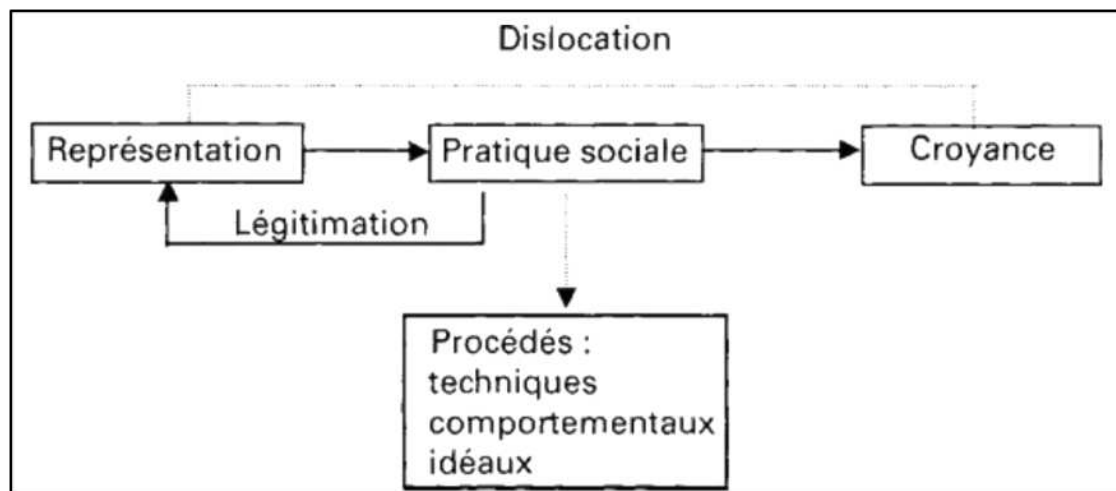 Dislocation
Représentation
Pratique sociale
Croyance
Légitimation
Procédés :
techniques
comportementaux
idéaux